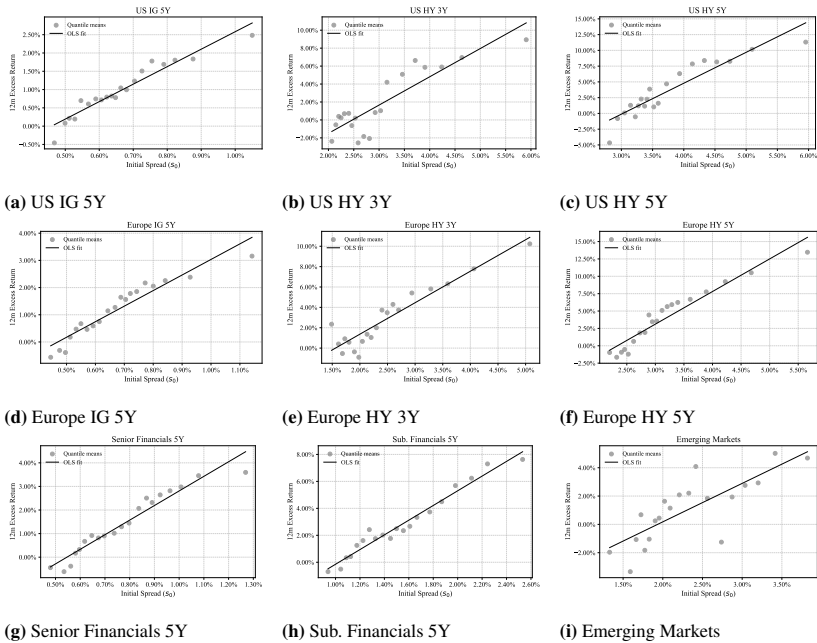 US IG 5Y
Quantile means
OLS fit
2.50%
2.00%
1.50%
1.00%
0.50%
0.00%
−0.50%
12m Excess Return
0.50% 0.60% 0.70% 0.80% 0.90% 1.00%
Initial Spread (s0)
(a) US IG 5Y
US HY 3Y
Quantile means
OLS fit
10.00%
8.00%
6.00%
4.00%
2.00%
0.00%
−2.00%
12m Excess Return
2.00% 2.50% 3.00% 3.50% 4.00% 4.50% 5.00% 5.50% 6.00%
Initial Spread (s0)
(b) US HY 3Y
US HY 5Y
Quantile means
OLS fit
15.00%
12.50%
10.00%
7.50%
5.00%
2.50%
0.00%
−2.50%
−5.00%
12m Excess Return
3.00% 3.50% 4.00% 4.50% 5.00% 5.50% 6.00%
Initial Spread (s0)
(c) US HY 5Y
Europe IG 5Y
Quantile means
OLS fit
4.00%
3.00%
2.00%
1.00%
0.00%
12m Excess Return
0.50% 0.60% 0.70% 0.80% 0.90% 1.00% 1.10%
Initial Spread (s0)
(d) Europe IG 5Y
Europe HY 3Y
Quantile means
OLS fit
10.00%
8.00%
6.00%
4.00%
2.00%
0.00%
12m Excess Return
1.50% 2.00% 2.50% 3.00% 3.50% 4.00% 4.50% 5.00%
Initial Spread (s0)
(e) Europe HY 3Y
Europe HY 5Y
Quantile means
OLS fit
15.00%
12.50%
10.00%
7.50%
5.00%
2.50%
0.00%
−2.50%
12m Excess Return
2.50% 3.00% 3.50% 4.00% 4.50% 5.00% 5.50%
Initial Spread (s0)
(f) Europe HY 5Y
Senior Financials 5Y
Quantile means
OLS fit
4.00%
3.00%
2.00%
1.00%
0.00%
12m Excess Return
0.50% 0.60% 0.70% 0.80% 0.90% 1.00% 1.10% 1.20% 1.30%
Initial Spread (s0)
(g) Senior Financials 5Y
Sub. Financials 5Y
Quantile means
OLS fit
8.00%
6.00%
4.00%
2.00%
0.00%
12m Excess Return
1.00% 1.20% 1.40% 1.60% 1.80% 2.00% 2.20% 2.40% 2.60%
Initial Spread (s0)
(h) Sub. Financials 5Y
Emerging Markets
Quantile means
OLS fit
4.00%
2.00%
0.00%
−2.00%
12m Excess Return
1.50% 2.00% 2.50% 3.00% 3.50%
Initial Spread (s0)
(i) Emerging Markets